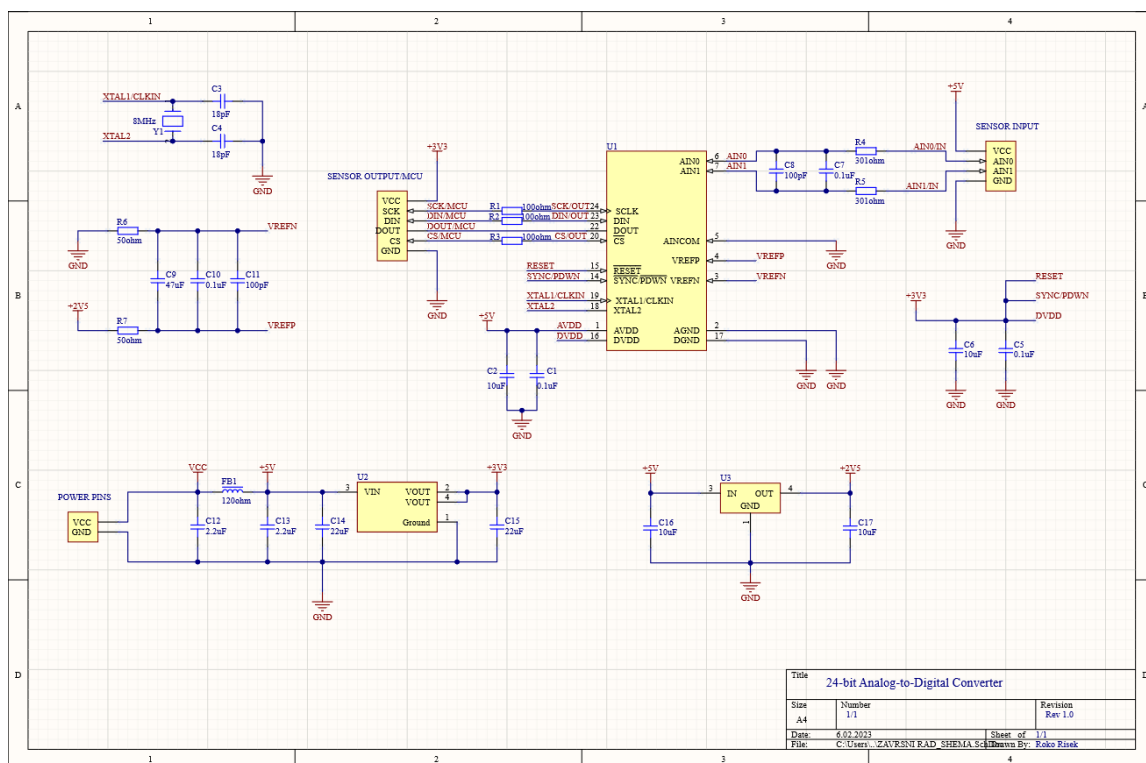 1 2 3 4
A A
XTAL1/CLKIN
8MHz
Y1
XTAL2
C3
18pF
C4
18pF
GND
+3V3
SENSOR OUTPUT/MCU
VCC
SCK
DIN
DOUT
CS
GND
SCK/MCU
DIN/MCU
DOUT/MCU
CS/MCU
R1 100ohm
R2 100ohm
R3 100ohm
SCK/OUT 24
DIN/OUT 23
22
CS/OUT 20
GND
U1
SCLK
DIN
DOUT
CS
RESET 15 RESET
SYNC/PDWN 14 SYNC/PDWN
XTAL1/CLKIN 19 XTAL1/CLKIN
XTAL2 18 XTAL2
AVDD 1 AVDD
DVDD 16 DVDD
AIN0 6 AIN0
AIN1 7 AIN1
AINCOM 5
VREFP 4 VREFP
VREFN 3 VREFN
AGND 2
DGND 17
GND
GND GND
+5V
C2
10uF
C1
0.1uF
GND
C8
100pF
C7
0.1uF
R4
301ohm
R5
301ohm
AIN0/IN
AIN1/IN
+5V
SENSOR INPUT
VCC
AIN0
AIN1
GND
GND
B
R6
50ohm
GND
VREFN
C9
47uF
C10
0.1uF
C11
100pF
+2V5
R7
50ohm
VREFP
RESET
SYNC/PDWN
DVDD
+3V3
C6
10uF
C5
0.1uF
GND GND
C
POWER PINS
VCC
GND
VCC
FB1
120ohm
+5V
C12
2.2uF
C13
2.2uF
C14
22uF
U2
3 VIN
VOUT 2
VOUT 4
Ground 1
+3V3
C15
22uF
GND
+5V
C16
10uF
U3
3 IN OUT 4
GND
1
+2V5
C17
10uF
GND
D
Title
24-bit Analog-to-Digital Converter
Size
A4
Number
1/1
Revision
Rev 1.0
Date: 6.02.2023 Sheet of 1/1
File: C:\Users\...\ZAVRSNI RAD_SHEMA.Sch Drawn By: Roko Risek
1 2 3 4